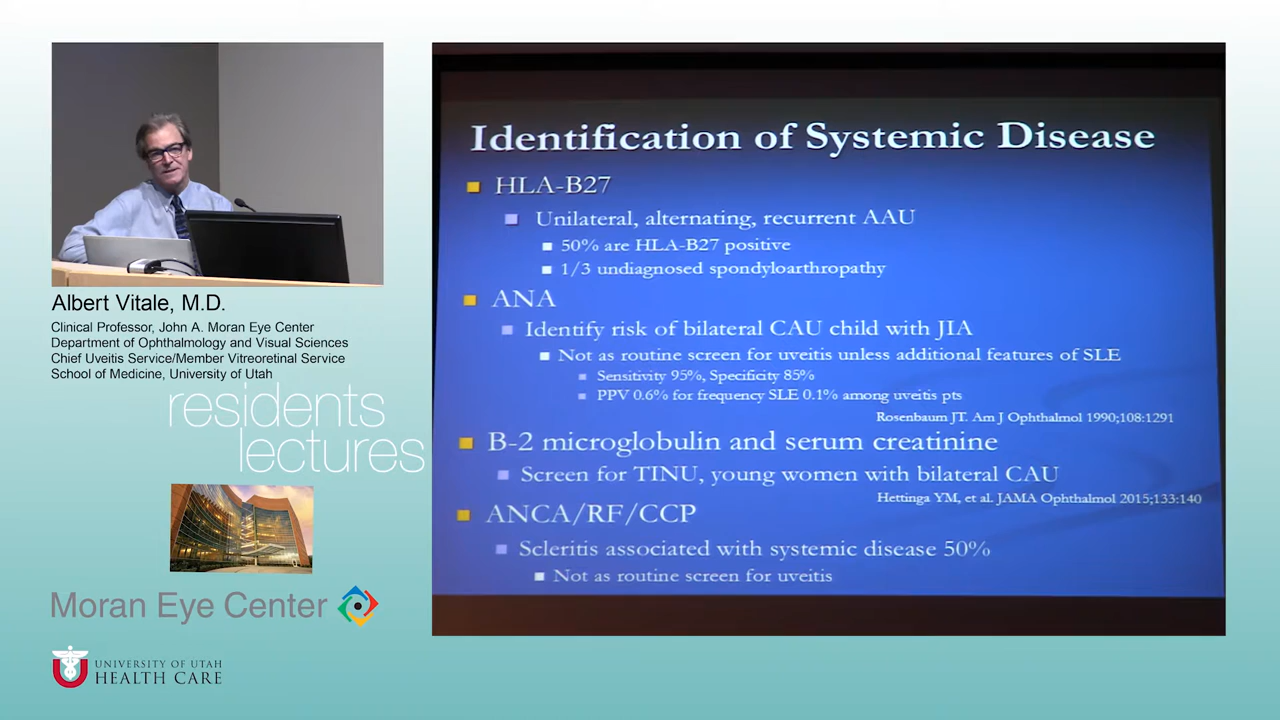 Albert Vitale, M.D.
Clinical Professor, John A. Moran Eye Center
Department of Ophthalmology and Visual Sciences
Chief Uveitis Service/Member Vitreoretinal Service
School of Medicine, University of Utah
residents
lectures
Moran Eye Center
UNIVERSITY OF UTAH
HEALTH CARE
Identification of Systemic Disease
HLA-B27
Unilateral, alternating, recurrent AAU
50% are HLA-B27 positive
1/3 undiagnosed spondyloarthropathy
ANA
Identify risk of bilateral CAU child with JIA
Not as routine screen for uveitis unless additional features of SLE
Sensitivity 95%, Specificity 85%
PPV 0.6% for frequency SLE 0.1% among uveitis pts
Rosenbaum JT. Am J Ophthalmol 1990;108:1291
B-2 microglobulin and serum creatinine
Screen for TINU, young women with bilateral CAU
Hettinga YM, et al. JAMA Ophthalmol 2015;133:140
ANCA/RF/CCP
Scleritis associated with systemic disease 50%
Not as routine screen for uveitis